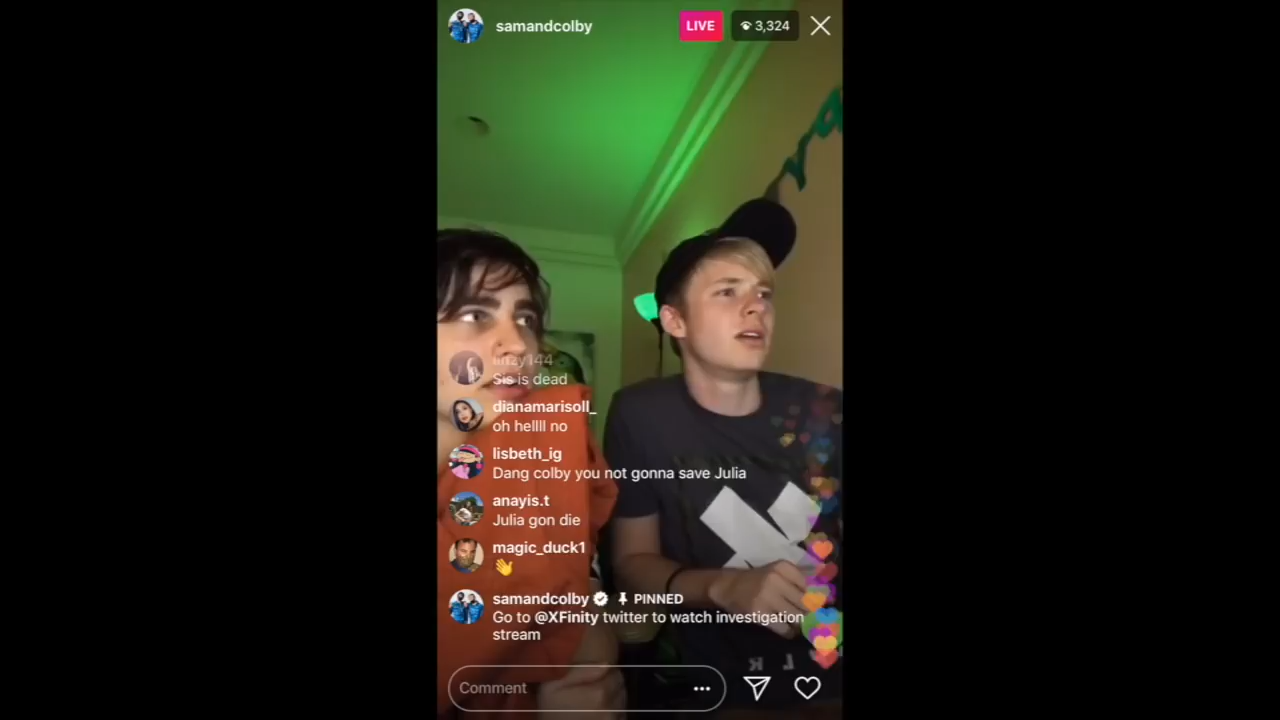 samandcolby
LIVE
3,324
linzy144
Sis is dead
dianamarisoll_
oh hellll no
lisbeth_ig
Dang colby you not gonna save Julia
anayis.t
Julia gon die
magic_duck1
👋
samandcolby PINNED
Go to @XFinity twitter to watch investigation
stream
Comment